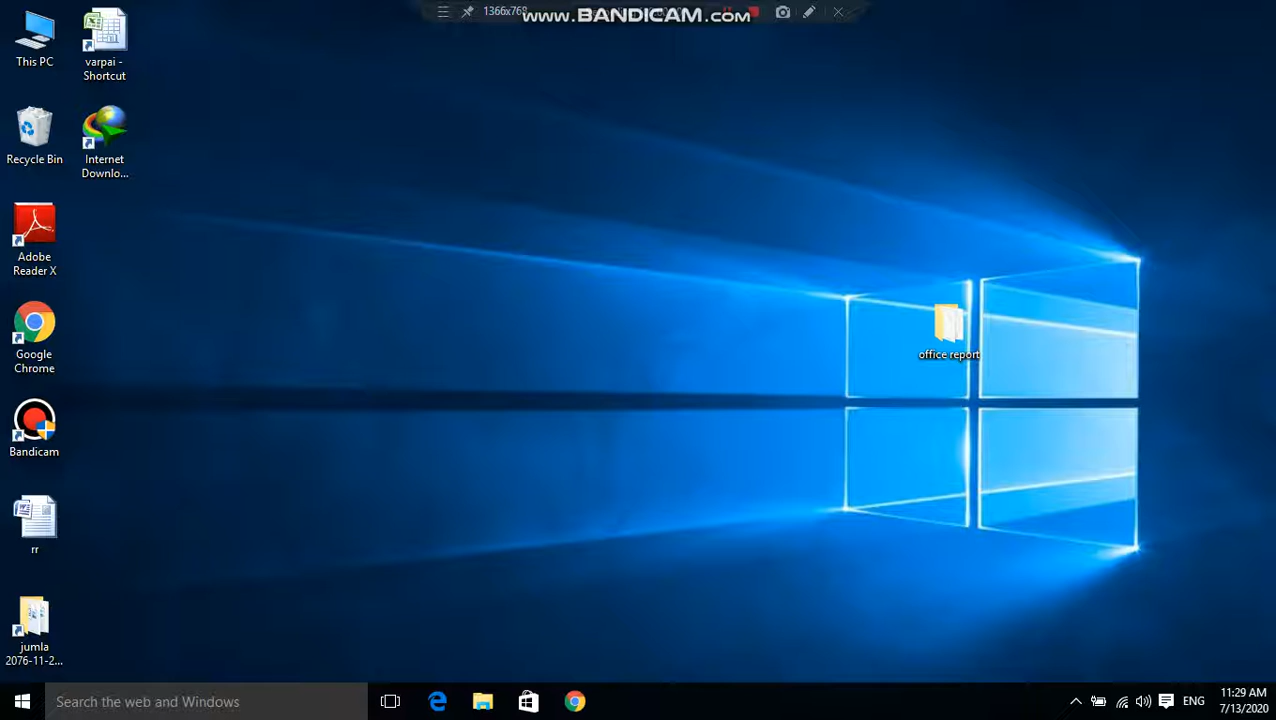 1366x768
www.BANDICAM.com
This PC
varpai -
Shortcut
Recycle Bin
Internet
Downlo...
Adobe
Reader X
Google
Chrome
office report
Bandicam
rr
jumla
2076-11-2...
Search the web and Windows
ENG
11:29 AM
7/13/2020